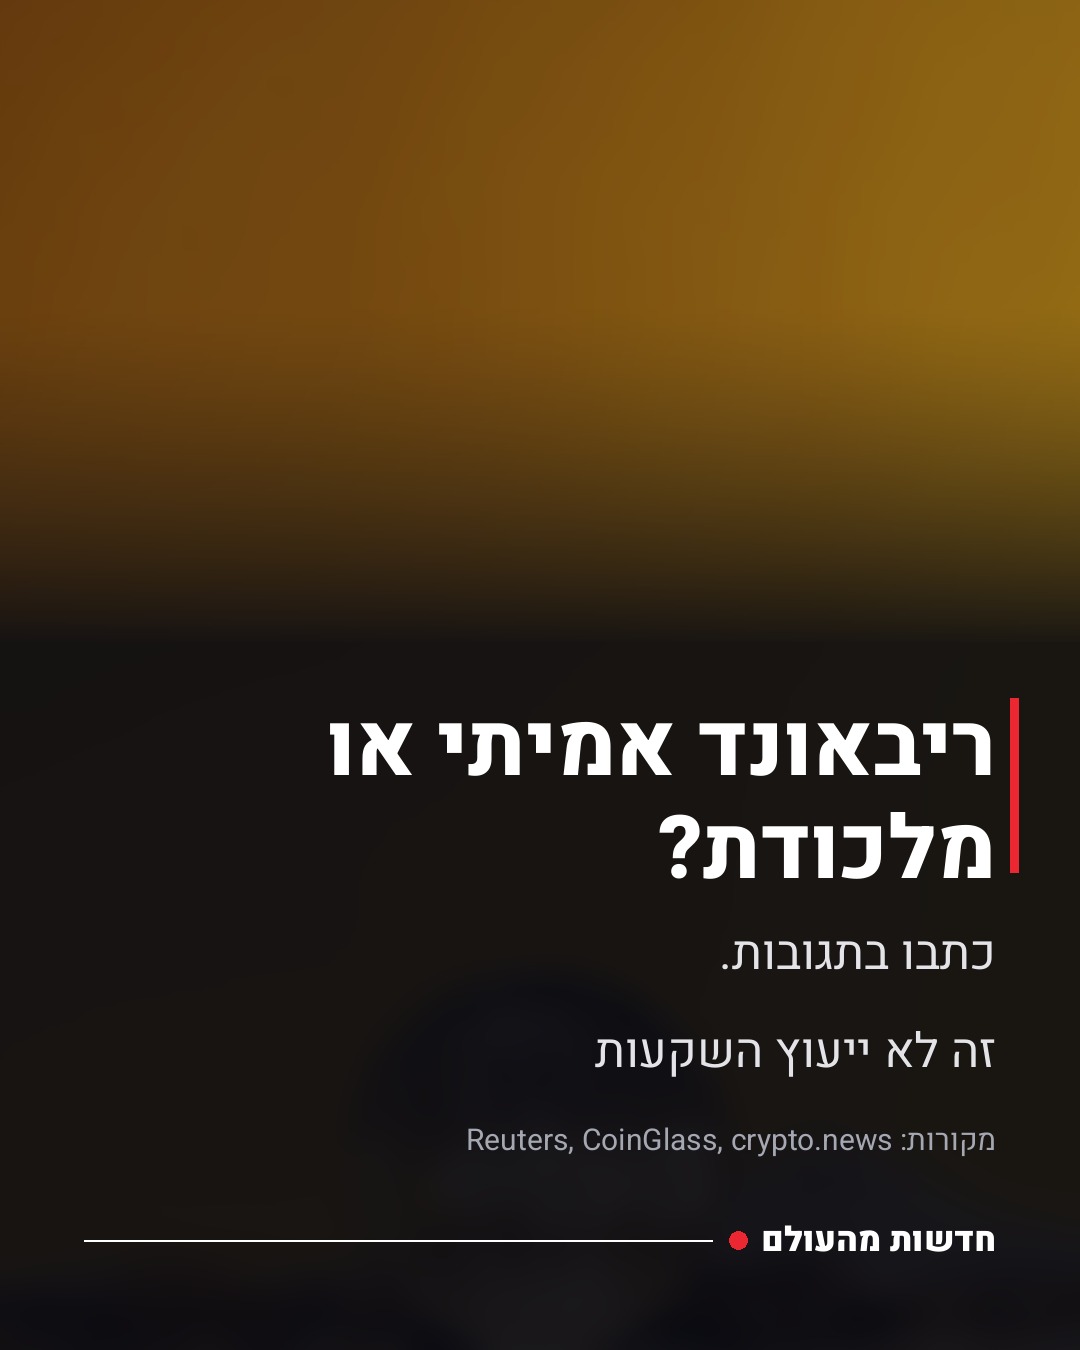 ריבאונד אמיתי או
מלכודת?
כתבו בתגובות.
זה לא ייעוץ השקעות
מקורות: Reuters, CoinGlass, crypto.news
חדשות מהעולם